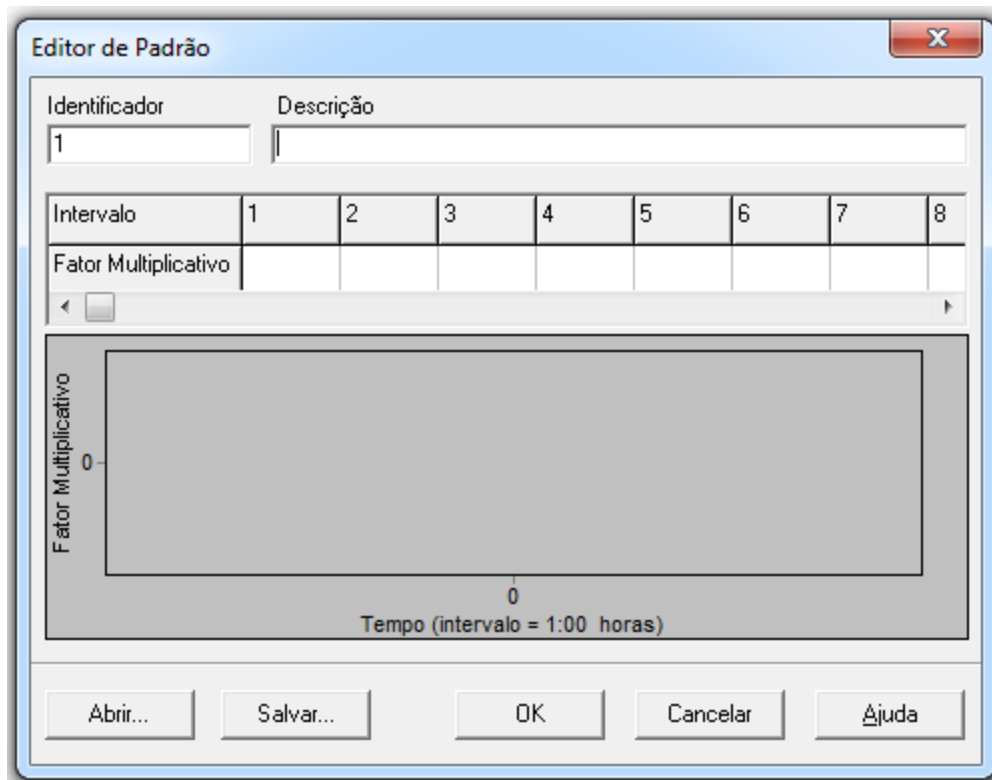 Editor de Padrão
Identificador Descrição
1
Intervalo 1 2 3 4 5 6 7 8
Fator Multiplicativo
Fator Multiplicativo
0
0
Tempo (intervalo = 1:00 horas)
Abrir... Salvar... OK Cancelar Ajuda